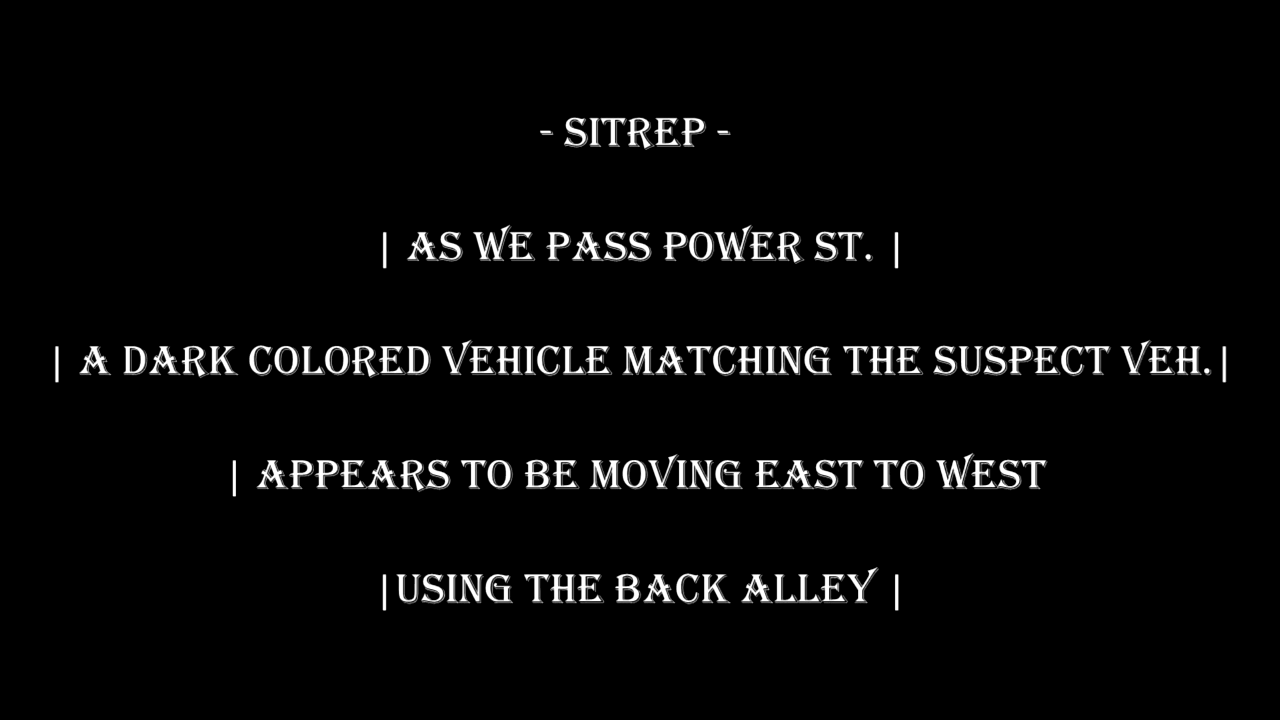 - SITREP -
| AS WE PASS POWER ST. |
| A DARK COLORED VEHICLE MATCHING THE SUSPECT VEH.|
| APPEARS TO BE MOVING EAST TO WEST
|USING THE BACK ALLEY |